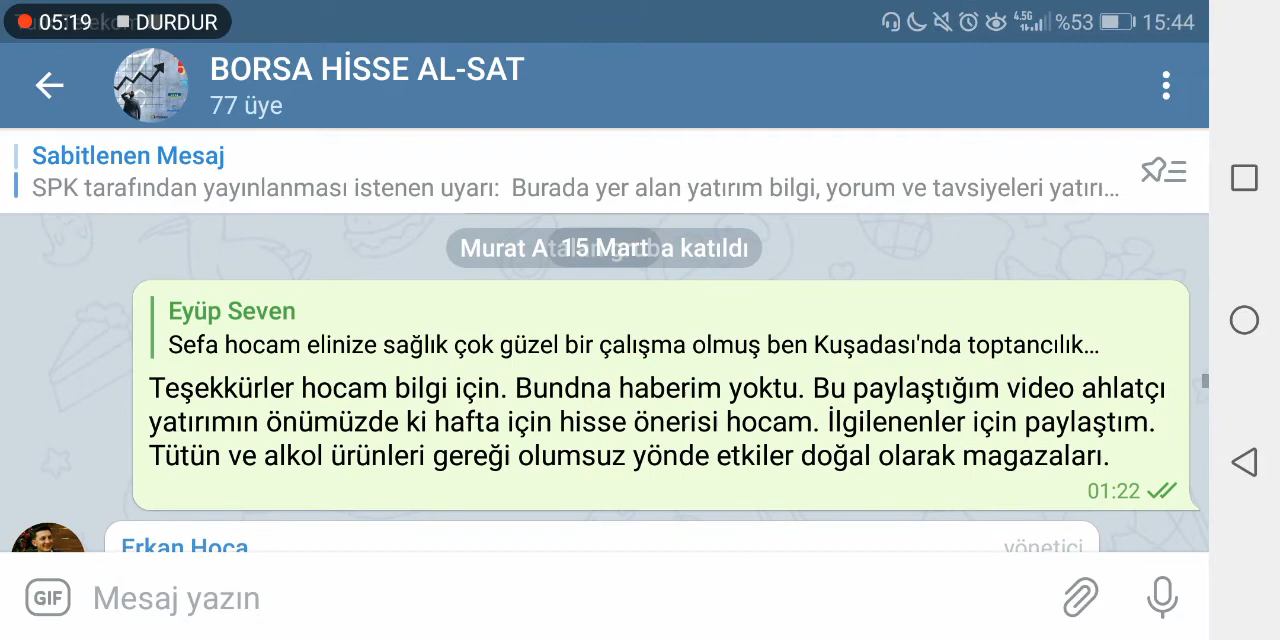 05:19 DURDUR
4.5G %53 15:44
BORSA HİSSE AL-SAT
77 üye
Sabitlenen Mesaj
SPK tarafından yayınlanması istenen uyarı: Burada yer alan yatırım bilgi, yorum ve tavsiyeleri yatırı...
15 Mart
Murat katıldı
Eyüp Seven
Sefa hocam elinize sağlık çok güzel bir çalışma olmuş ben Kuşadası'nda toptancılık...
Teşekkürler hocam bilgi için. Bundna haberim yoktu. Bu paylaştığım video ahlatçı
yatırımın önümüzde ki hafta için hisse önerisi hocam. İlgilenenler için paylaştım.
Tütün ve alkol ürünleri gereği olumsuz yönde etkiler doğal olarak magazaları.
01:22
Erkan Hoca yönetici
GIF Mesaj yazın